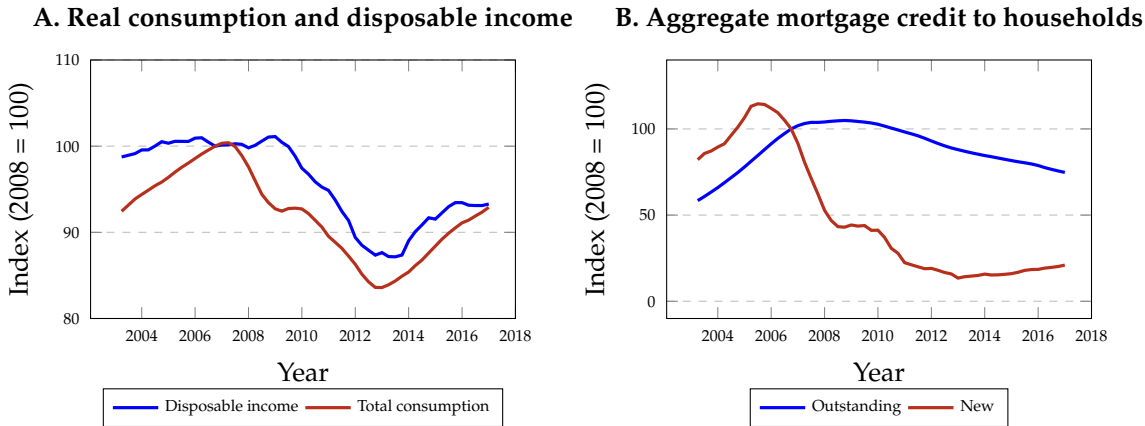 A. Real consumption and disposable income
110
100
90
80
Index (2008 = 100)
2004 2006 2008 2010 2012 2014 2016 2018
Year
Disposable income Total consumption
B. Aggregate mortgage credit to households
100
50
0
Index (2008 = 100)
2004 2006 2008 2010 2012 2014 2016 2018
Year
Outstanding New